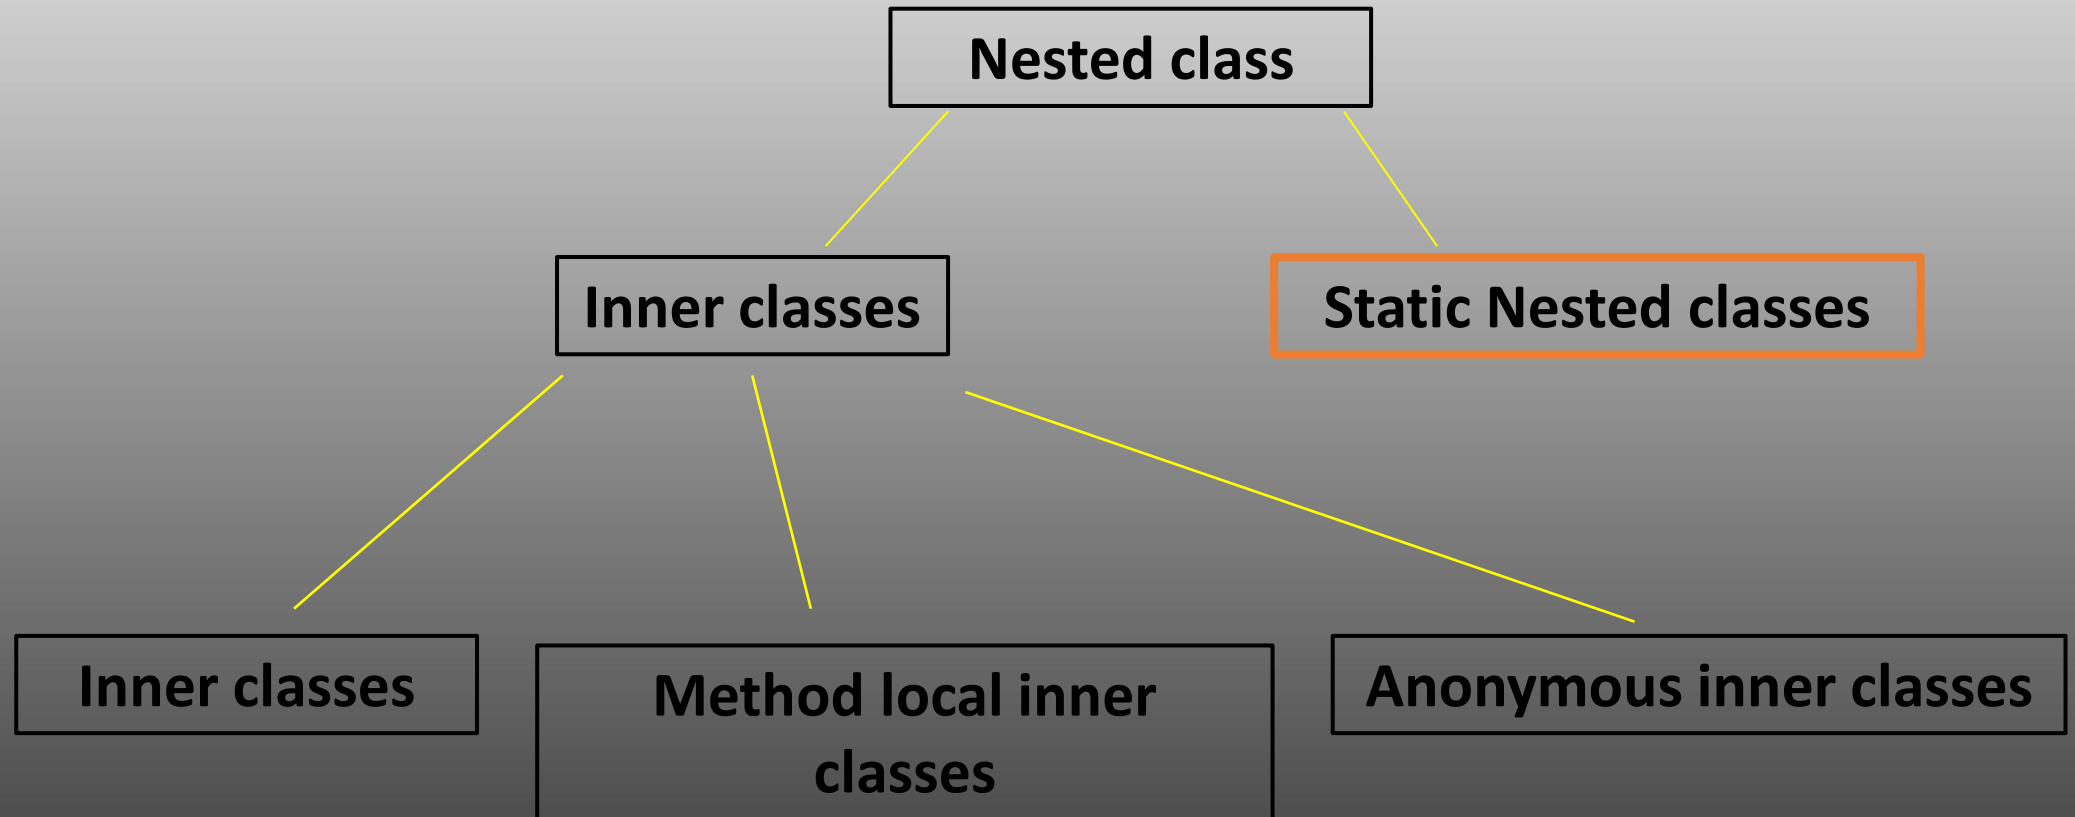 Nested class
Inner classes
Static Nested classes
Inner classes
Method local inner
classes
Anonymous inner classes